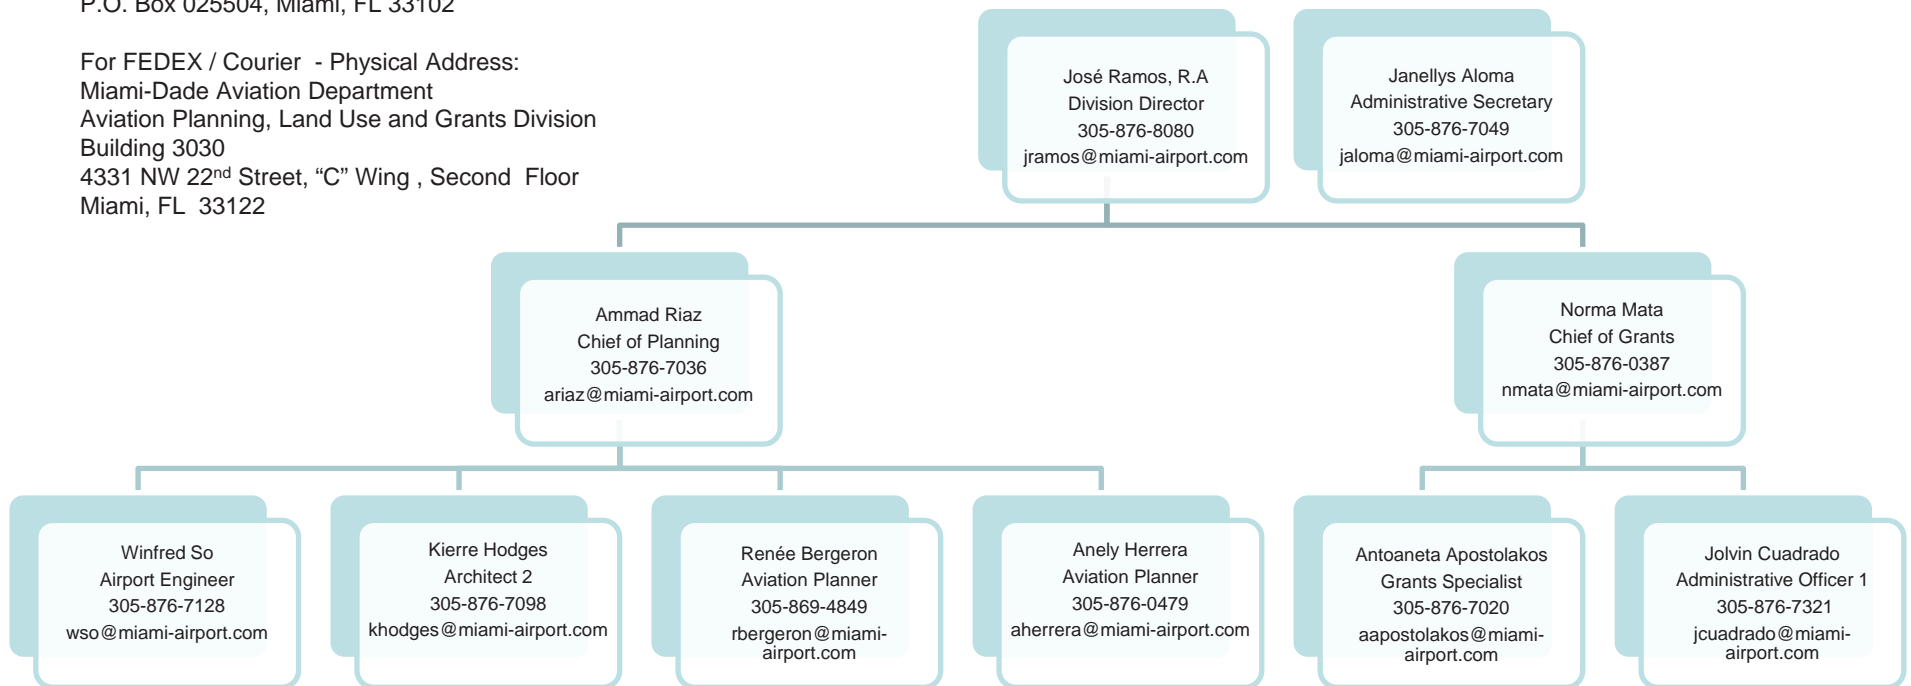 P.O. Box 025504, Miami, FL 33102
For FEDEX / Courier - Physical Address:
Miami-Dade Aviation Department
Aviation Planning, Land Use and Grants Division
Building 3030
4331 NW 22nd Street, “C” Wing , Second Floor
Miami, FL 33122
José Ramos, R.A
Division Director
305-876-8080
jramos@miami-airport.com
Janellys Aloma
Administrative Secretary
305-876-7049
jaloma@miami-airport.com
Ammad Riaz
Chief of Planning
305-876-7036
ariaz@miami-airport.com
Norma Mata
Chief of Grants
305-876-0387
nmata@miami-airport.com
Winfred So
Airport Engineer
305-876-7128
wso@miami-airport.com
Kierre Hodges
Architect 2
305-876-7098
khodges@miami-airport.com
Renée Bergeron
Aviation Planner
305-869-4849
rbergeron@miami-
airport.com
Anely Herrera
Aviation Planner
305-876-0479
aherrera@miami-airport.com
Antoaneta Apostolakos
Grants Specialist
305-876-7020
aapostolakos@miami-
airport.com
Jolvin Cuadrado
Administrative Officer 1
305-876-7321
jcuadrado@miami-
airport.com